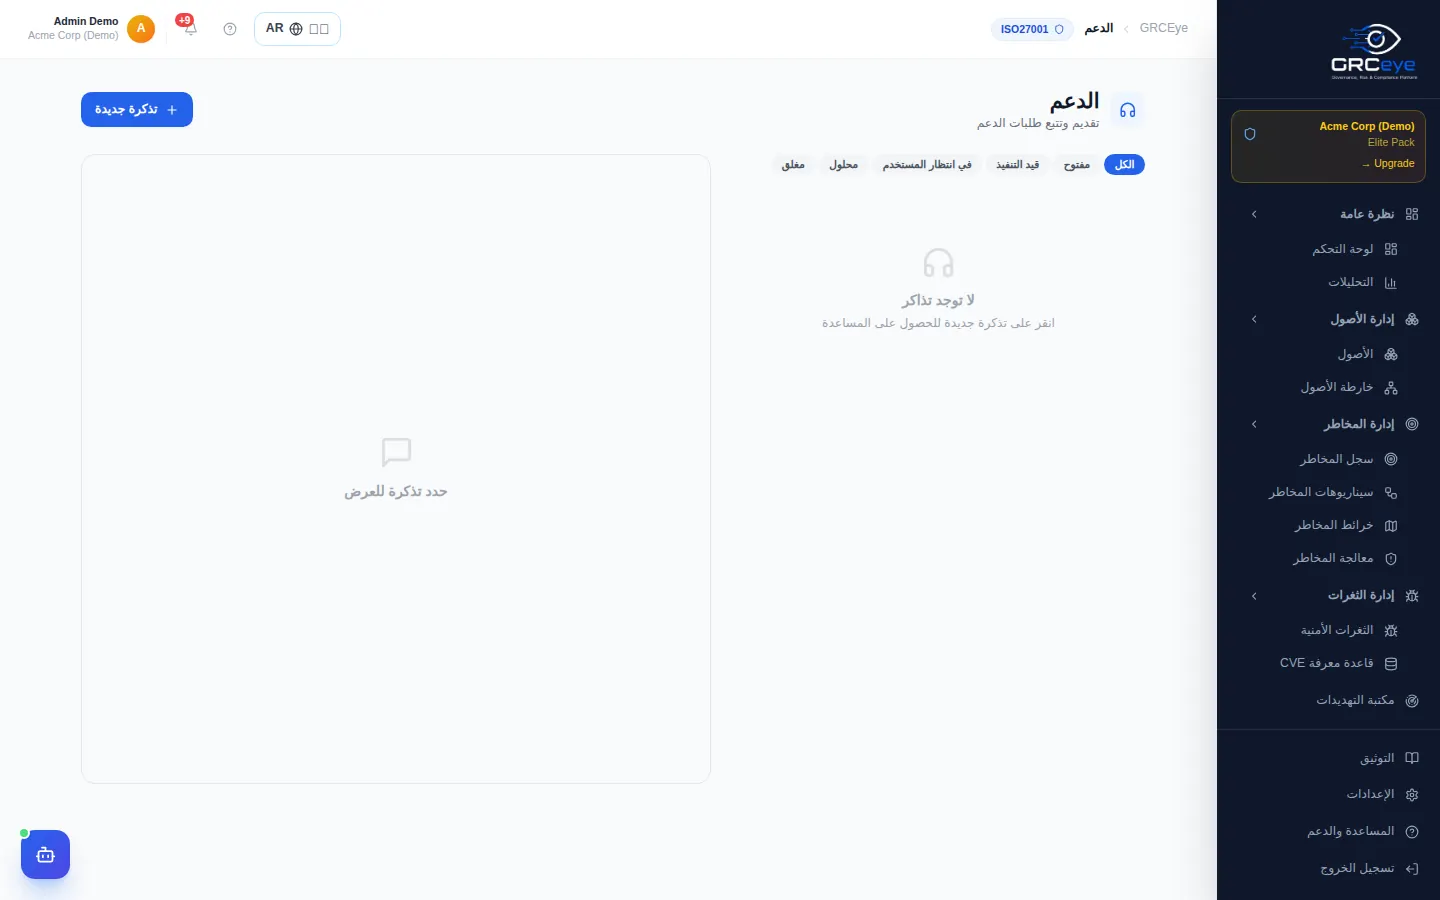 GRCeye
Governance, Risk & Compliance Platform
Acme Corp (Demo)
Elite Pack
Upgrade →
نظرة عامة
لوحة التحكم
التحليلات
إدارة الأصول
الأصول
خارطة الأصول
إدارة المخاطر
سجل المخاطر
سيناريوهات المخاطر
خرائط المخاطر
معالجة المخاطر
إدارة الثغرات
الثغرات الأمنية
قاعدة معرفة CVE
مكتبة التهديدات
التوثيق
الإعدادات
المساعدة والدعم
تسجيل الخروج
GRCEye
الدعم
ISO27001
AR
9+
A
Admin Demo
Acme Corp (Demo)
الدعم
تقديم وتتبع طلبات الدعم
تذكرة جديدة
الكل
مفتوح
قيد التنفيذ
في انتظار المستخدم
محلول
مغلق
لا توجد تذاكر
انقر على تذكرة جديدة للحصول على المساعدة
حدد تذكرة للعرض